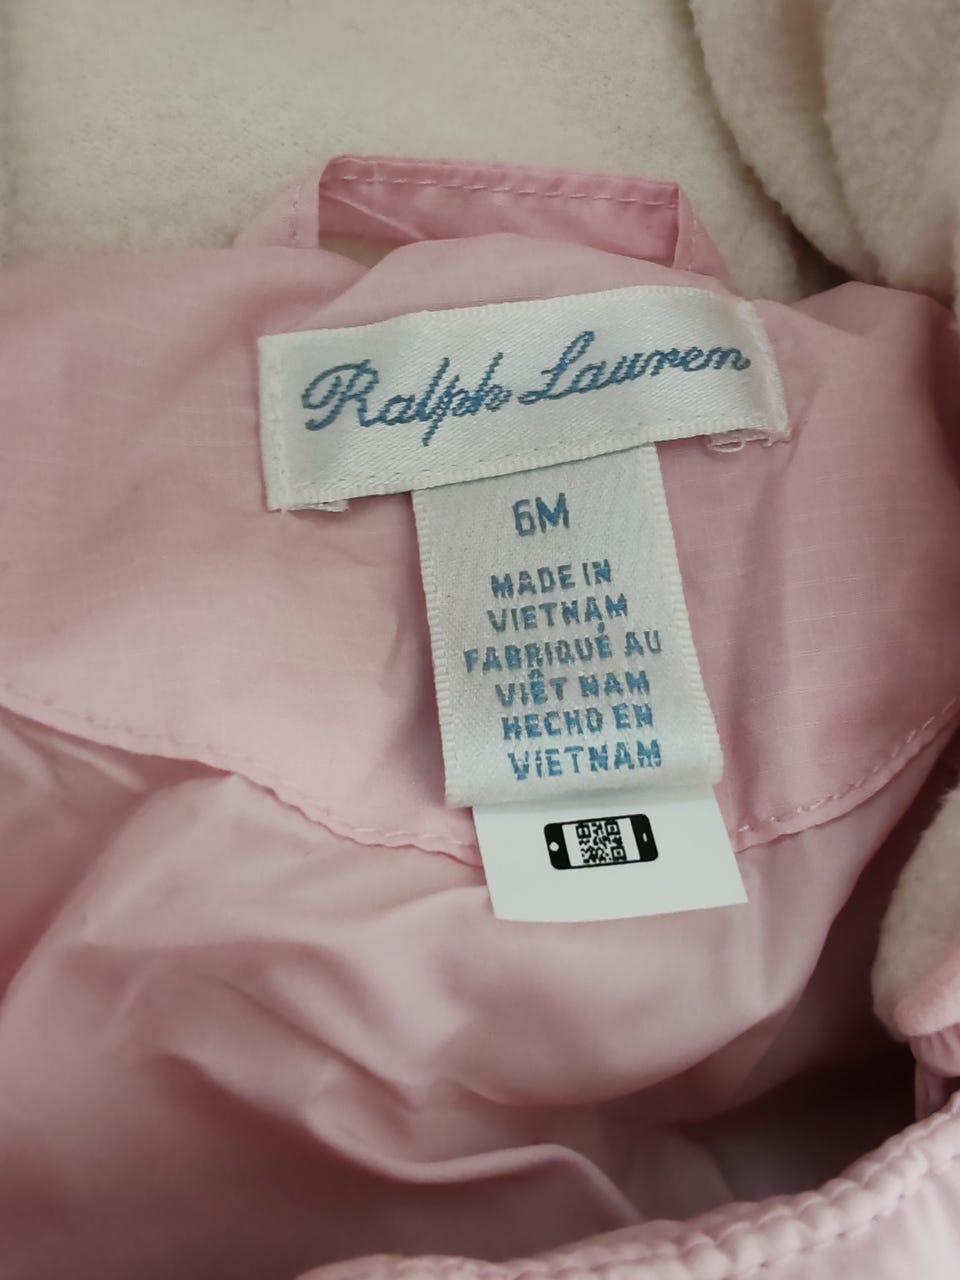 Ralph Lauren
6M
MADE IN
VIETNAM
FABRIQUÉ AU
VIÊT NAM
HECHO EN
VIETNAM